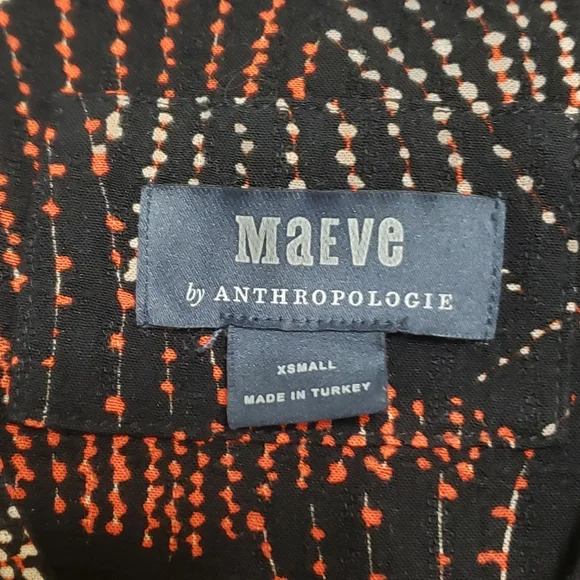 MaEVe
by ANTHROPOLOGIE
XSMALL
MADE IN TURKEY